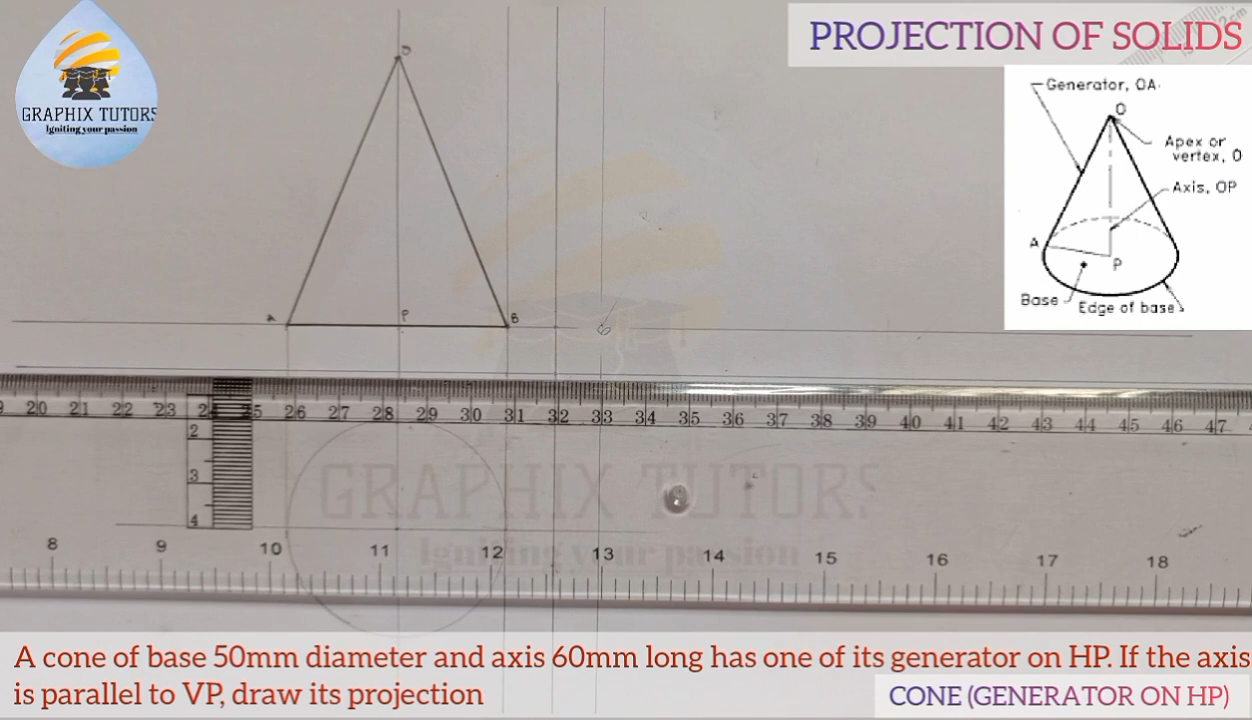 PROJECTION OF SOLIDS
GRAPHIX TUTORS
Igniting your passion
Generator, OA
O
Apex or
vertex, O
Axis, OP
A
P
Base
Edge of base
O
A
P
B
20 21 22 23 24 25 26 27 28 29 30 31 32 33 34 35 36 37 38 39 40 41 42 43 44 45 46 47
2
3
4
GRAPHIX TUTORS
Igniting your passion
8 9 10 11 12 13 14 15 16 17 18
A cone of base 50mm diameter and axis 60mm long has one of its generator on HP. If the axis
is parallel to VP, draw its projection
CONE (GENERATOR ON HP)